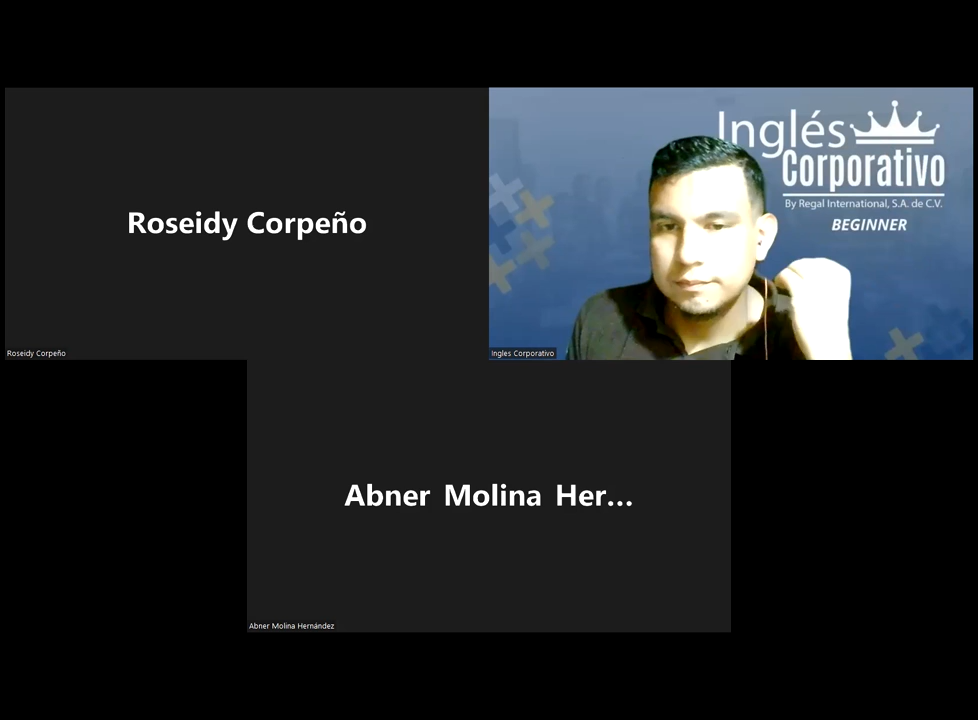 Roseidy Corpeño
Roseidy Corpeño
Inglés
Corporativo
By Regal International, S.A. de C.V.
BEGINNER
Ingles Corporativo
Abner Molina Her...
Abner Molina Hernández